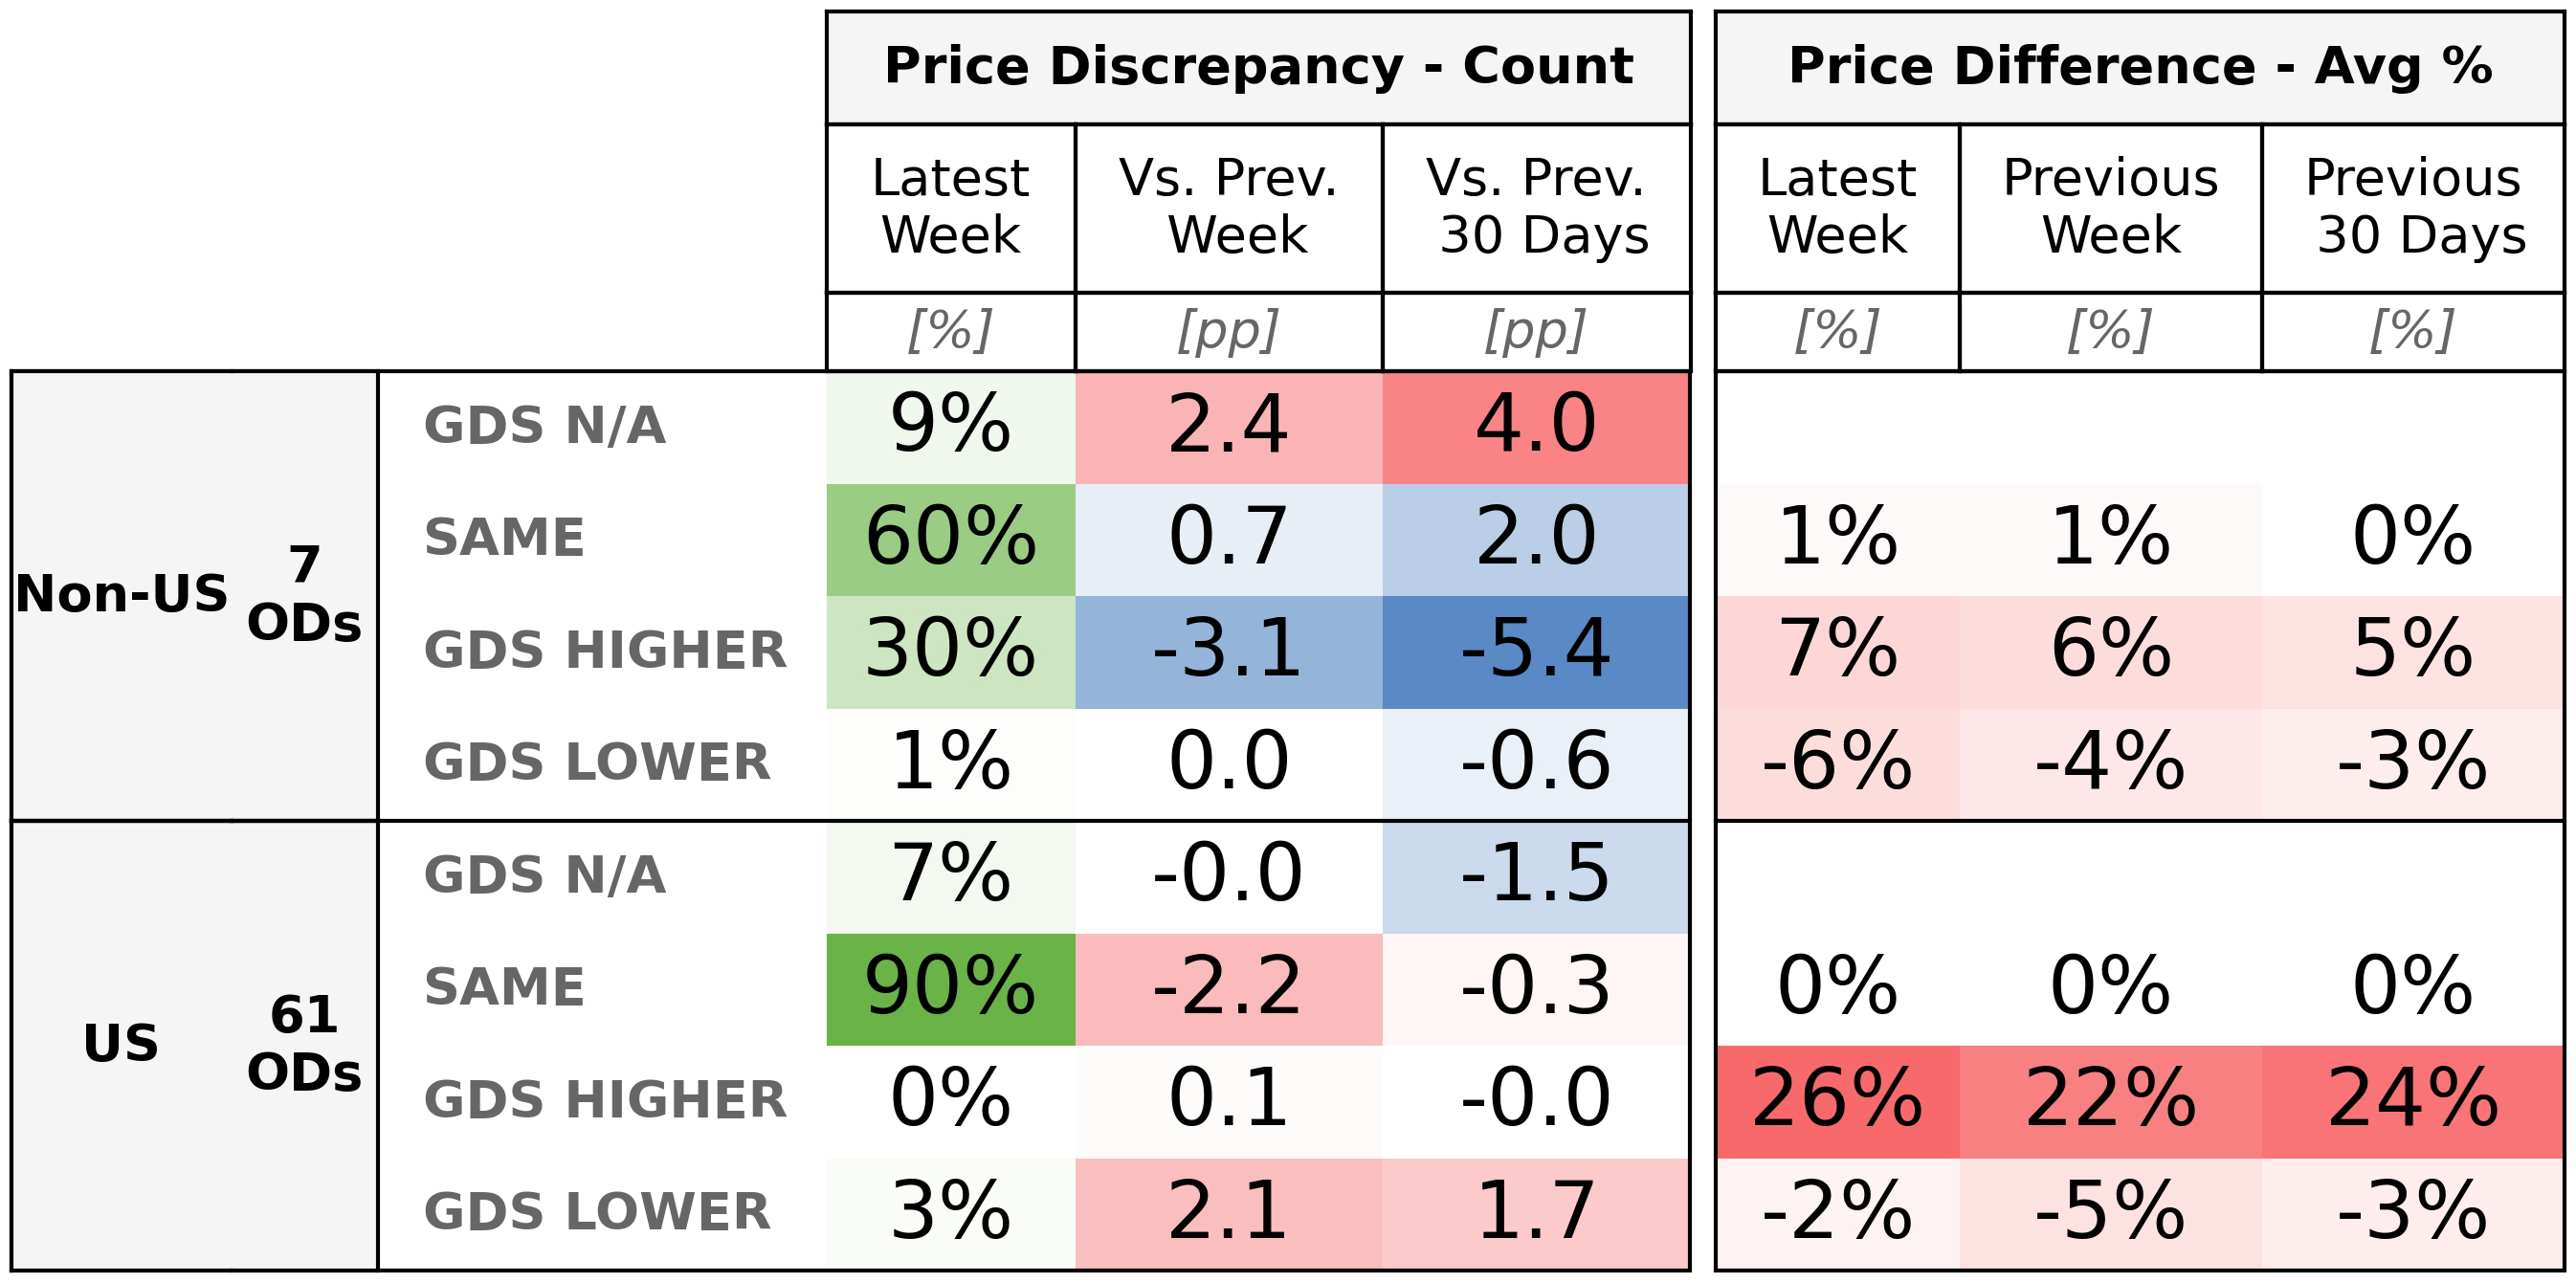 Price Discrepancy - Count Price Difference - Avg %
Latest Week Vs. Prev. Week Vs. Prev. 30 Days Latest Week Previous Week Previous 30 Days
[%] [pp] [pp] [%] [%] [%]
Non-US 7 ODs
GDS N/A 9% 2.4 4.0
SAME 60% 0.7 2.0 1% 1% 0%
GDS HIGHER 30% -3.1 -5.4 7% 6% 5%
GDS LOWER 1% 0.0 -0.6 -6% -4% -3%
US 61 ODs
GDS N/A 7% -0.0 -1.5
SAME 90% -2.2 -0.3 0% 0% 0%
GDS HIGHER 0% 0.1 -0.0 26% 22% 24%
GDS LOWER 3% 2.1 1.7 -2% -5% -3%